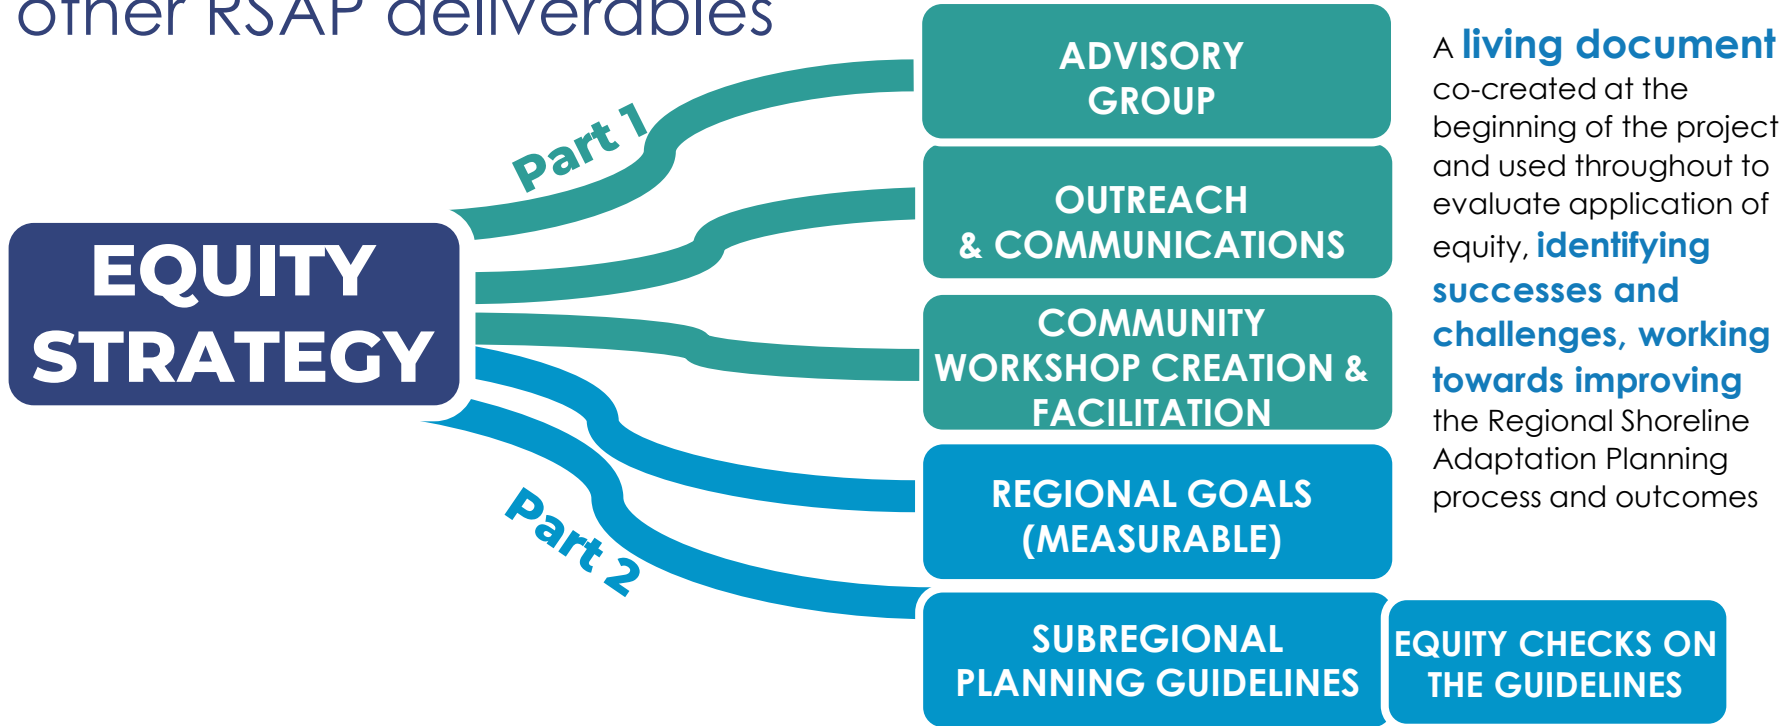 other RSAP deliverables
Part 1
EQUITY
STRATEGY
Part 2
ADVISORY
GROUP
OUTREACH
& COMMUNICATIONS
COMMUNITY
WORKSHOP CREATION &
FACILITATION
REGIONAL GOALS
(MEASURABLE)
SUBREGIONAL
PLANNING GUIDELINES
EQUITY CHECKS ON
THE GUIDELINES
A living document
co-created at the
beginning of the project
and used throughout to
evaluate application of
equity, identifying
successes and
challenges, working
towards improving
the Regional Shoreline
Adaptation Planning
process and outcomes